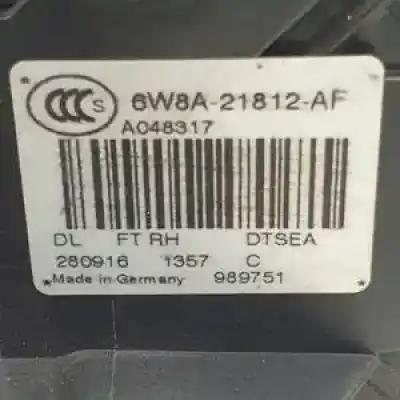 CCC S 6W8A-21812-AF
A048317
DL FT RH DTSEA
280916 1357 C
Made in Germany 989751